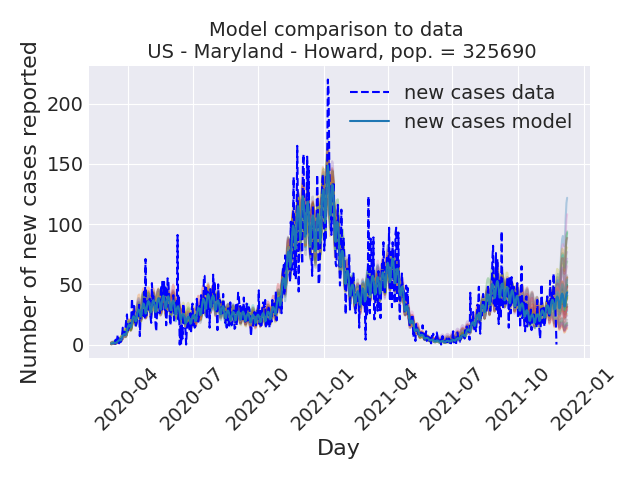 Model comparison to data
US - Maryland - Howard, pop. = 325690
Number of new cases reported
200
150
100
50
0
new cases data
new cases model
2020-04
2020-07
2020-10
2021-01
2021-04
2021-07
2021-10
2022-01
Day